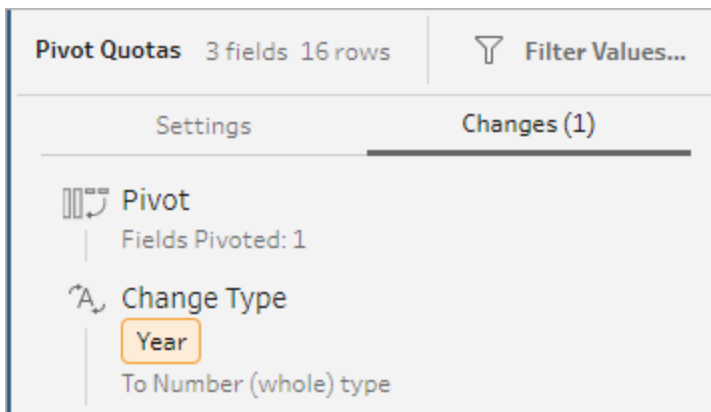 Pivot Quotas 3 fields 16 rows Filter Values...
Settings Changes (1)
Pivot
Fields Pivoted: 1
Change Type
Year
To Number (whole) type